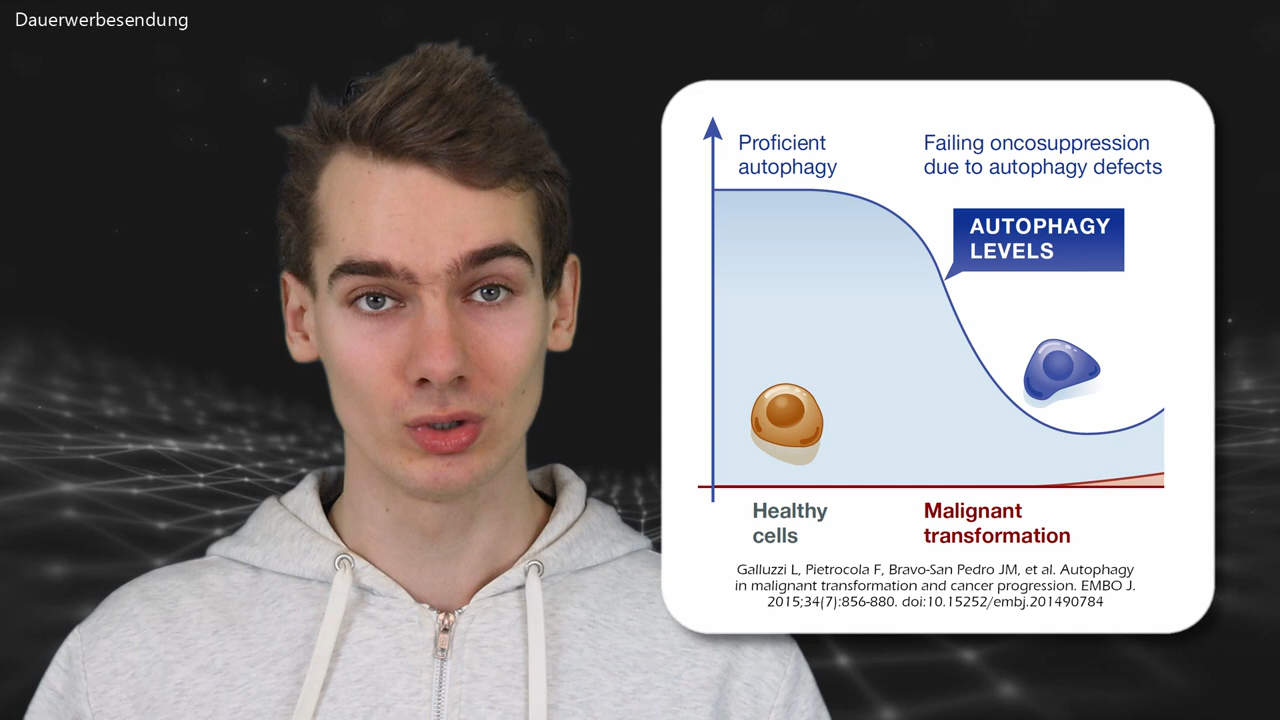 Dauerwerbesendung
Proficient
autophagy
Failing oncosuppression
due to autophagy defects
AUTOPHAGY
LEVELS
Healthy
cells
Malignant
transformation
Galluzzi L, Pietrocola F, Bravo-San Pedro JM, et al. Autophagy
in malignant transformation and cancer progression. EMBO J.
2015;34(7):856-880. doi:10.15252/embj.201490784